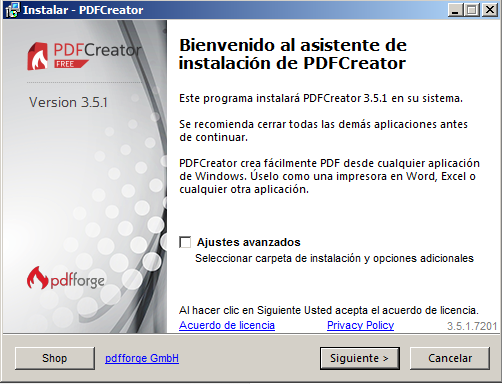 Instalar - PDFCreator
PDFCreator
FREE
Version 3.5.1
Bienvenido al asistente de
instalación de PDFCreator
Este programa instalará PDFCreator 3.5.1 en su sistema.
Se recomienda cerrar todas las demás aplicaciones antes
de continuar.
PDFCreator crea fácilmente PDF desde cualquier aplicación
de Windows. Úselo como una impresora en Word, Excel o
cualquier otra aplicación.
Ajustes avanzados
Seleccionar carpeta de instalación y opciones adicionales
pdfforge
Al hacer clic en Siguiente Usted acepta el acuerdo de licencia.
Acuerdo de licencia Privacy Policy 3.5.1.7201
Shop pdfforge GmbH Siguiente > Cancelar